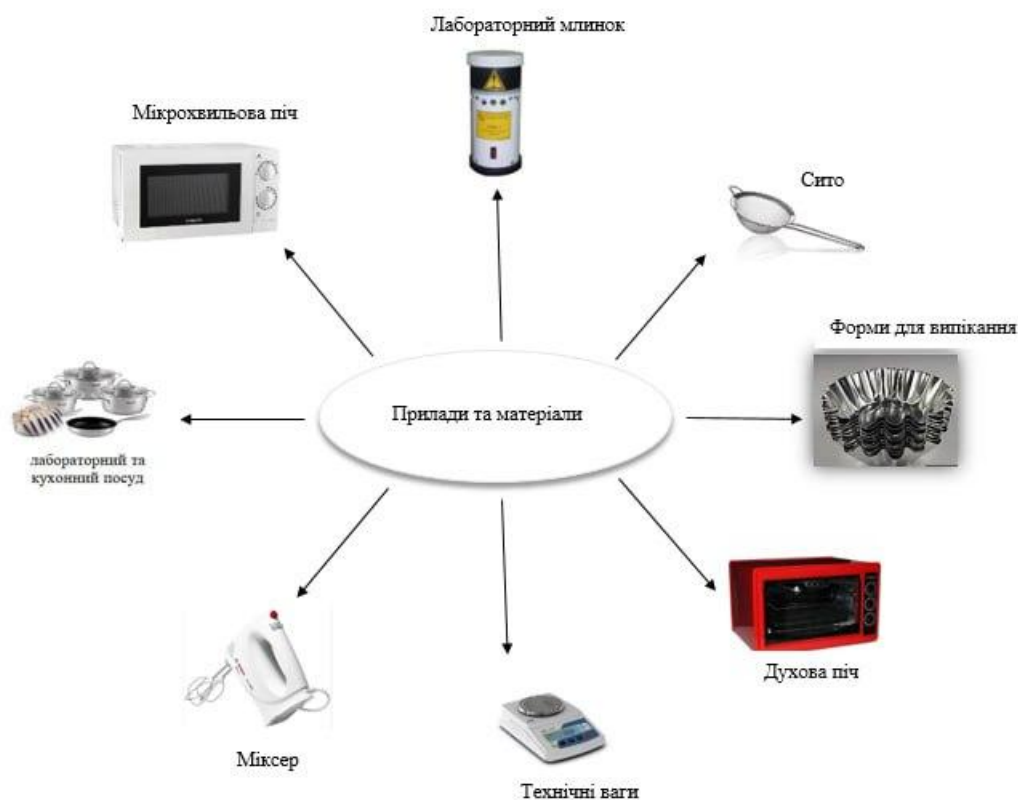 Лабораторний млинок
Мікрохвильова піч
Сито
Форми для випікання
Прилади та матеріали
лабораторний та
кухонний посуд
Духова піч
Міксер
Технічні ваги